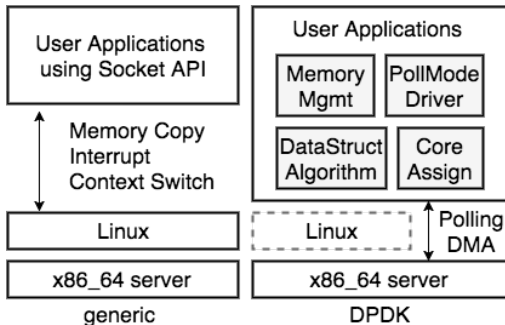 User Applications
using Socket API
Memory Copy
Interrupt
Context Switch
Linux
x86_64 server
generic
User Applications
Memory
Mgmt
PollMode
Driver
DataStruct
Algorithm
Core
Assign
Linux
Polling
DMA
x86_64 server
DPDK